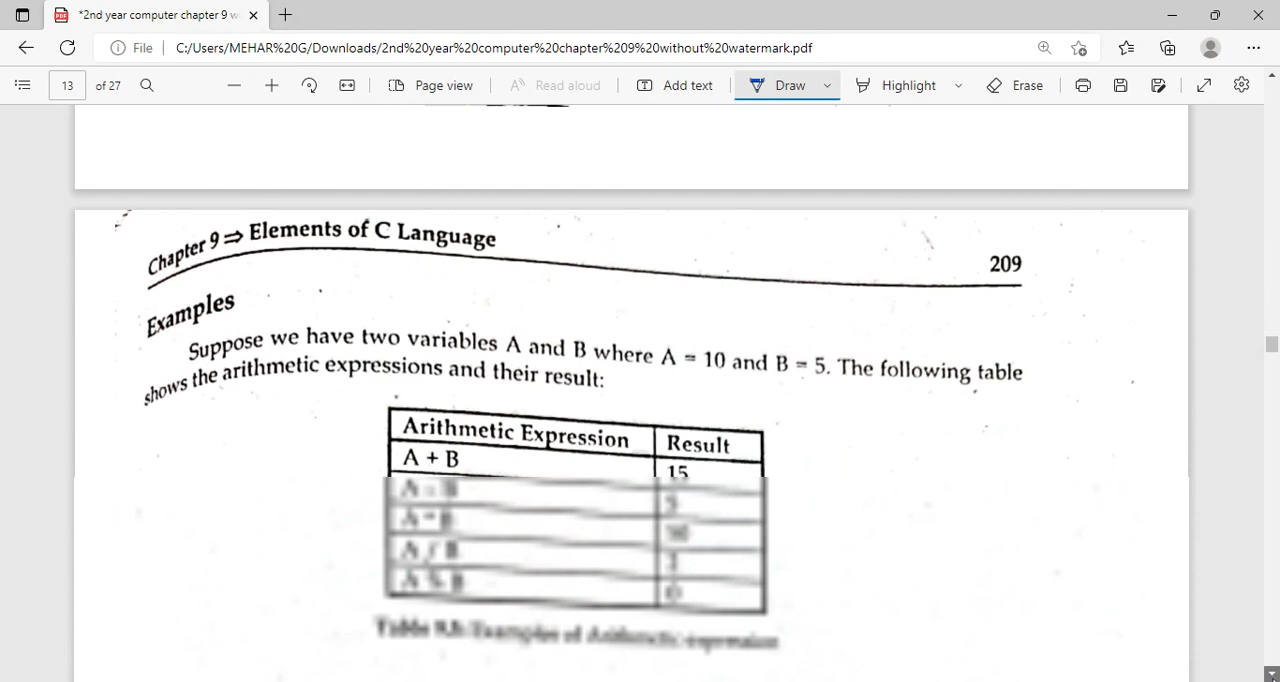 *2nd year computer chapter 9 w
File
C:/Users/MEHAR%20G/Downloads/2nd%20year%20computer%20chapter%209%20without%20watermark.pdf
13 of 27
Page view
Read aloud
Add text
Draw
Highlight
Erase
Chapter 9 ⇒ Elements of C Language
209
Examples
Suppose we have two variables A and B where A = 10 and B = 5. The following table
shows the arithmetic expressions and their result:
Arithmetic Expression Result
A + B 15
A / B